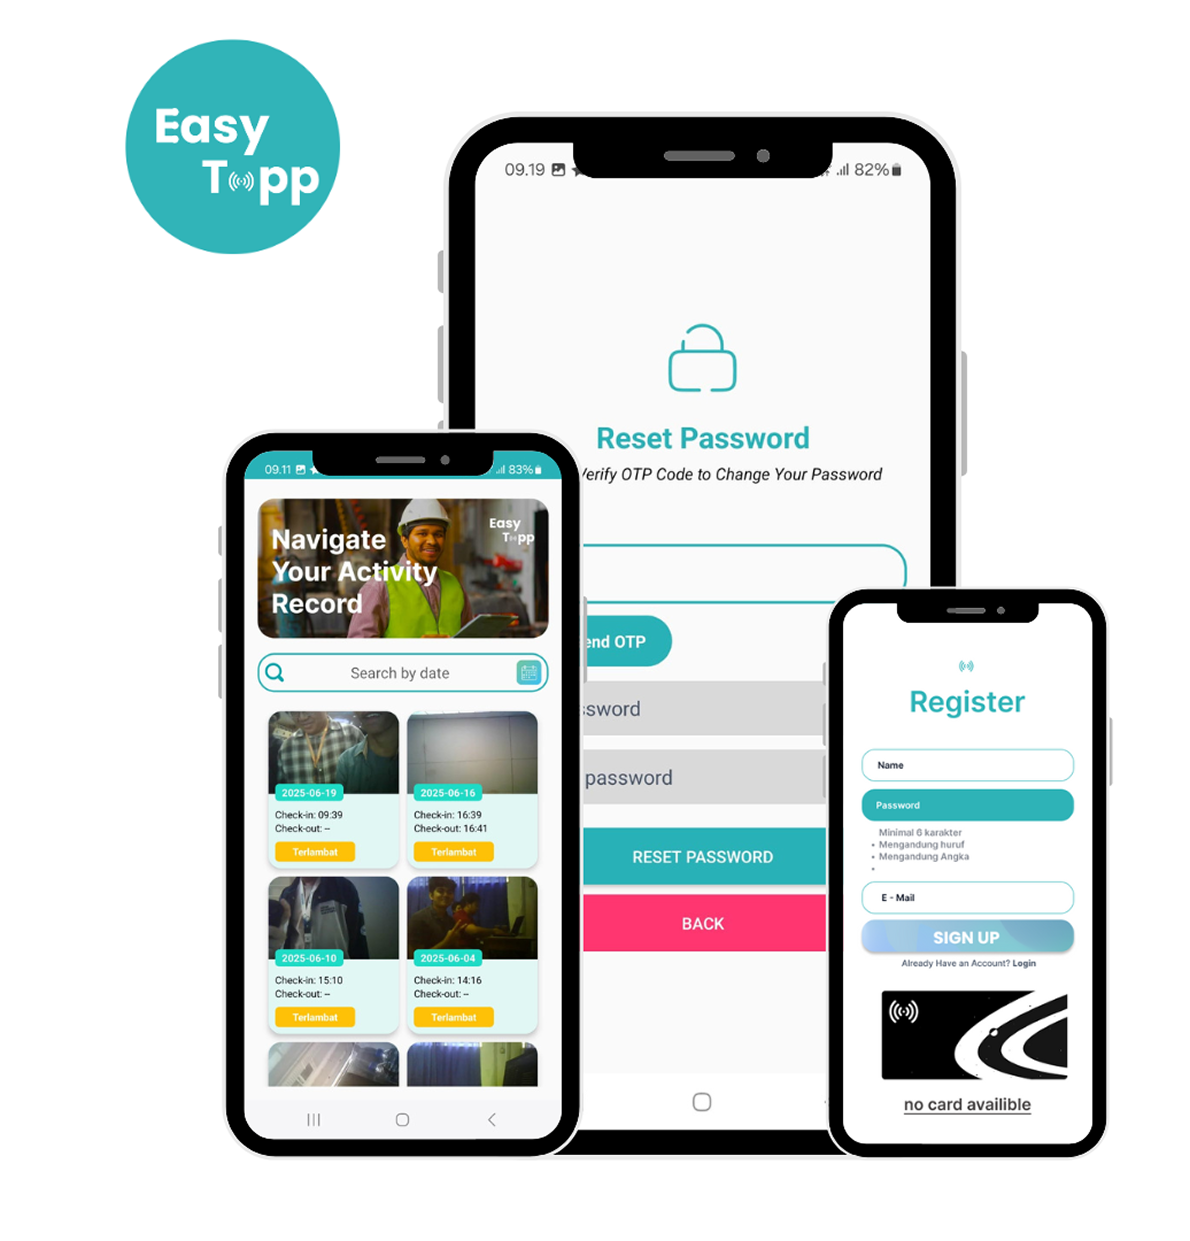 Easy
Tapp
09.19
82%
Reset Password
erify OTP Code to Change Your Password
end OTP
ssword
password
RESET PASSWORD
BACK
09.11
83%
Navigate
Your Activity
Record
Easy
Tapp
Search by date
2025-06-19
Check-in: 09:39
Check-out: --
Terlambat
2025-06-16
Check-in: 16:39
Check-out: 16:41
Terlambat
2025-06-10
Check-in: 15:10
Check-out: --
Terlambat
2025-06-04
Check-in: 14:16
Check-out: --
Terlambat
Register
Name
Password
Minimal 6 karakter
• Mengandung huruf
• Mengandung Angka
•
E - Mail
SIGN UP
Already Have an Account? Login
no card availible